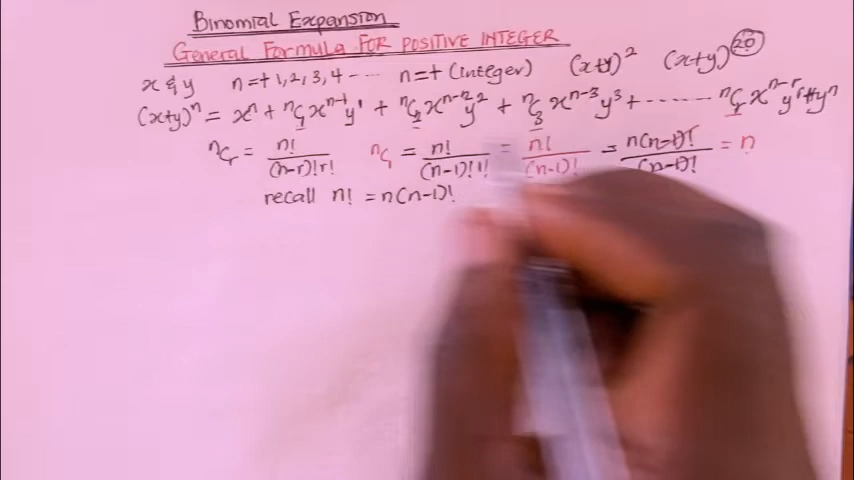 Binomial Expansion
General Formula FOR POSITIVE INTEGER
x & y n=+1,2,3,4 - - - n=+(integer) (x+y)² (x+y)²⁰
(x+y)ⁿ = xⁿ + ⁿC₁xⁿ⁻¹y¹ + ⁿC₂xⁿ⁻²y² + ⁿC₃xⁿ⁻³y³ + ------ ⁿCᵣxⁿ⁻ʳyʳ + yⁿ
ⁿCᵣ = n!/(n-r)!r! ⁿC₁ = n!/(n-1)!1! = n!/(n-1)! = n(n-1)!/(n-1)! = n
recall n! = n(n-1)!